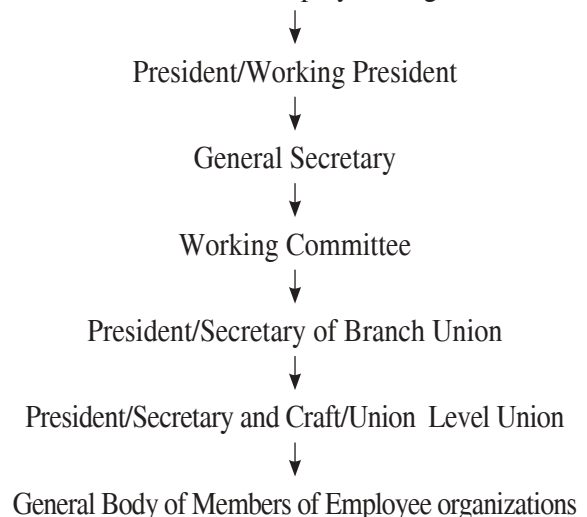 President/Working President
General Secretary
Working Committee
President/Secretary of Branch Union
President/Secretary and Craft/Union Level Union
General Body of Members of Employee organizations